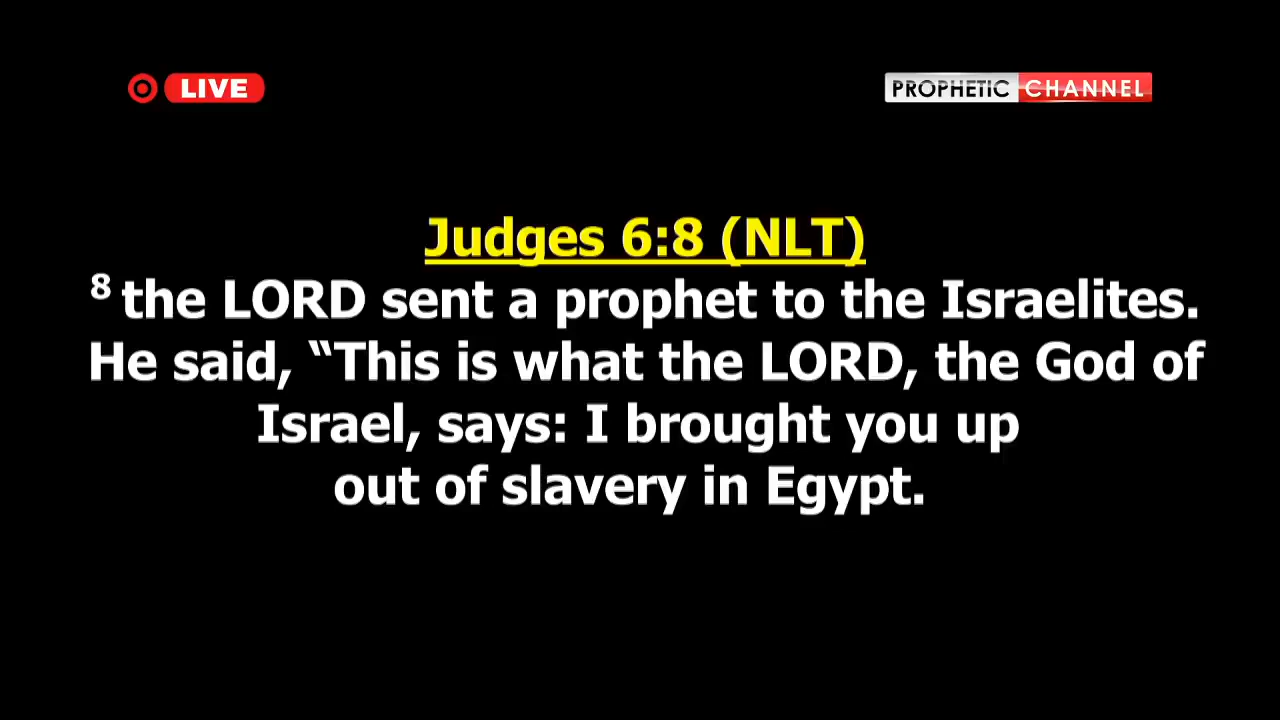 LIVE
PROPHETIC CHANNEL
Judges 6:8 (NLT)
8 the LORD sent a prophet to the Israelites.
He said, “This is what the LORD, the God of
Israel, says: I brought you up
out of slavery in Egypt.